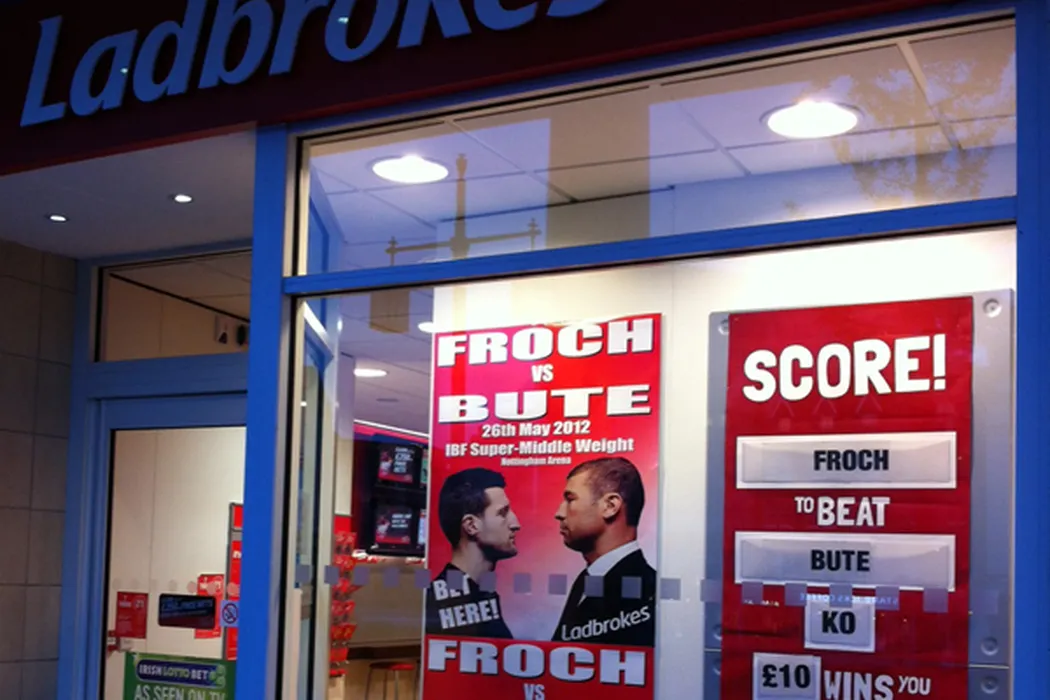 Ladbrokes
FROCH
VS
BUTE
26th May 2012
IBF Super-Middle Weight
Nottingham Arena
BET
HERE!
Ladbrokes
FROCH
VS
SCORE!
FROCH
TO BEAT
BUTE
KO
£10 WINS YOU
IRISH LOTTO BET
AS SEEN ON TV